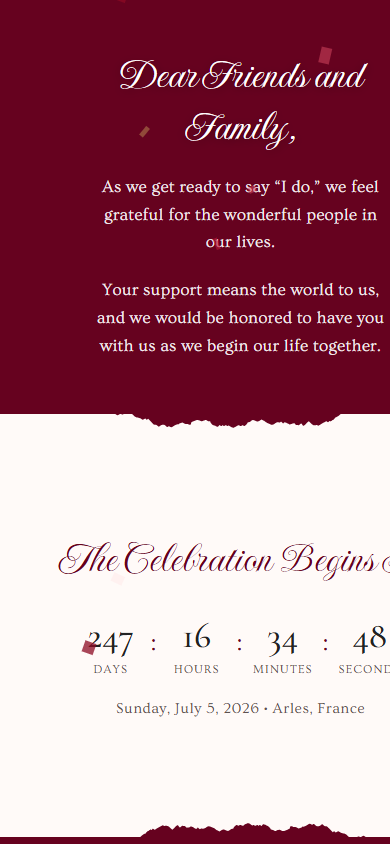 Dear Friends and
Family,
As we get ready to say “I do,” we feel
grateful for the wonderful people in
our lives.
Your support means the world to us,
and we would be honored to have you
with us as we begin our life together.
The Celebration Begins
247 : 16 : 34 : 48
DAYS HOURS MINUTES SECOND
Sunday, July 5, 2026 • Arles, France